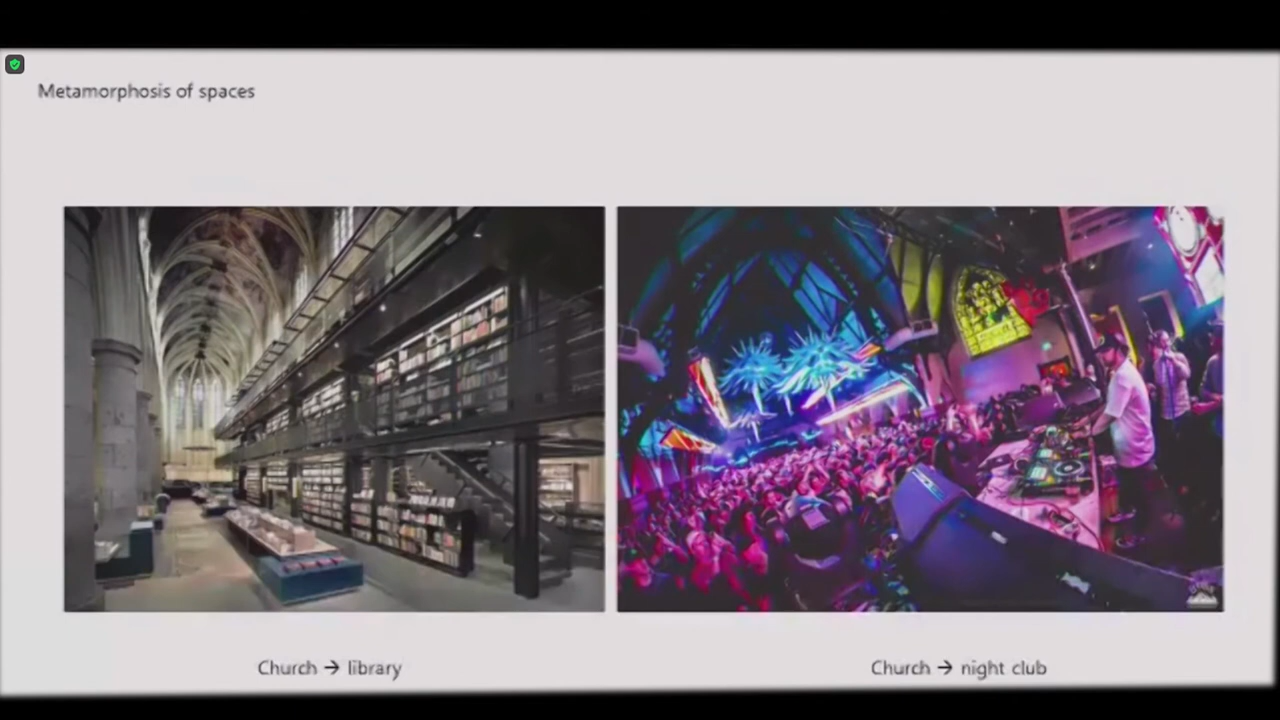 Metamorphosis of spaces
Church → library
Church → night club